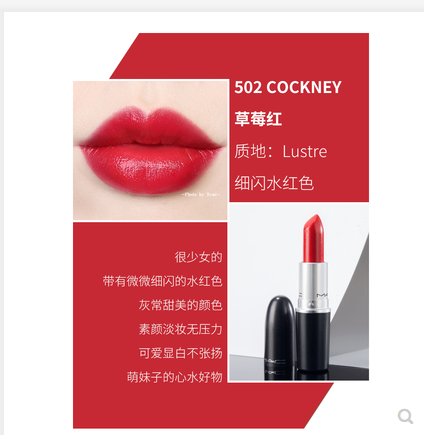 502 COCKNEY
草莓红
质地：Lustre
细闪水红色
很少女的
带有微微细闪的水红色
灰常甜美的颜色
素颜淡妆无压力
可爱显白不张扬
萌妹子的心水好物
MAC